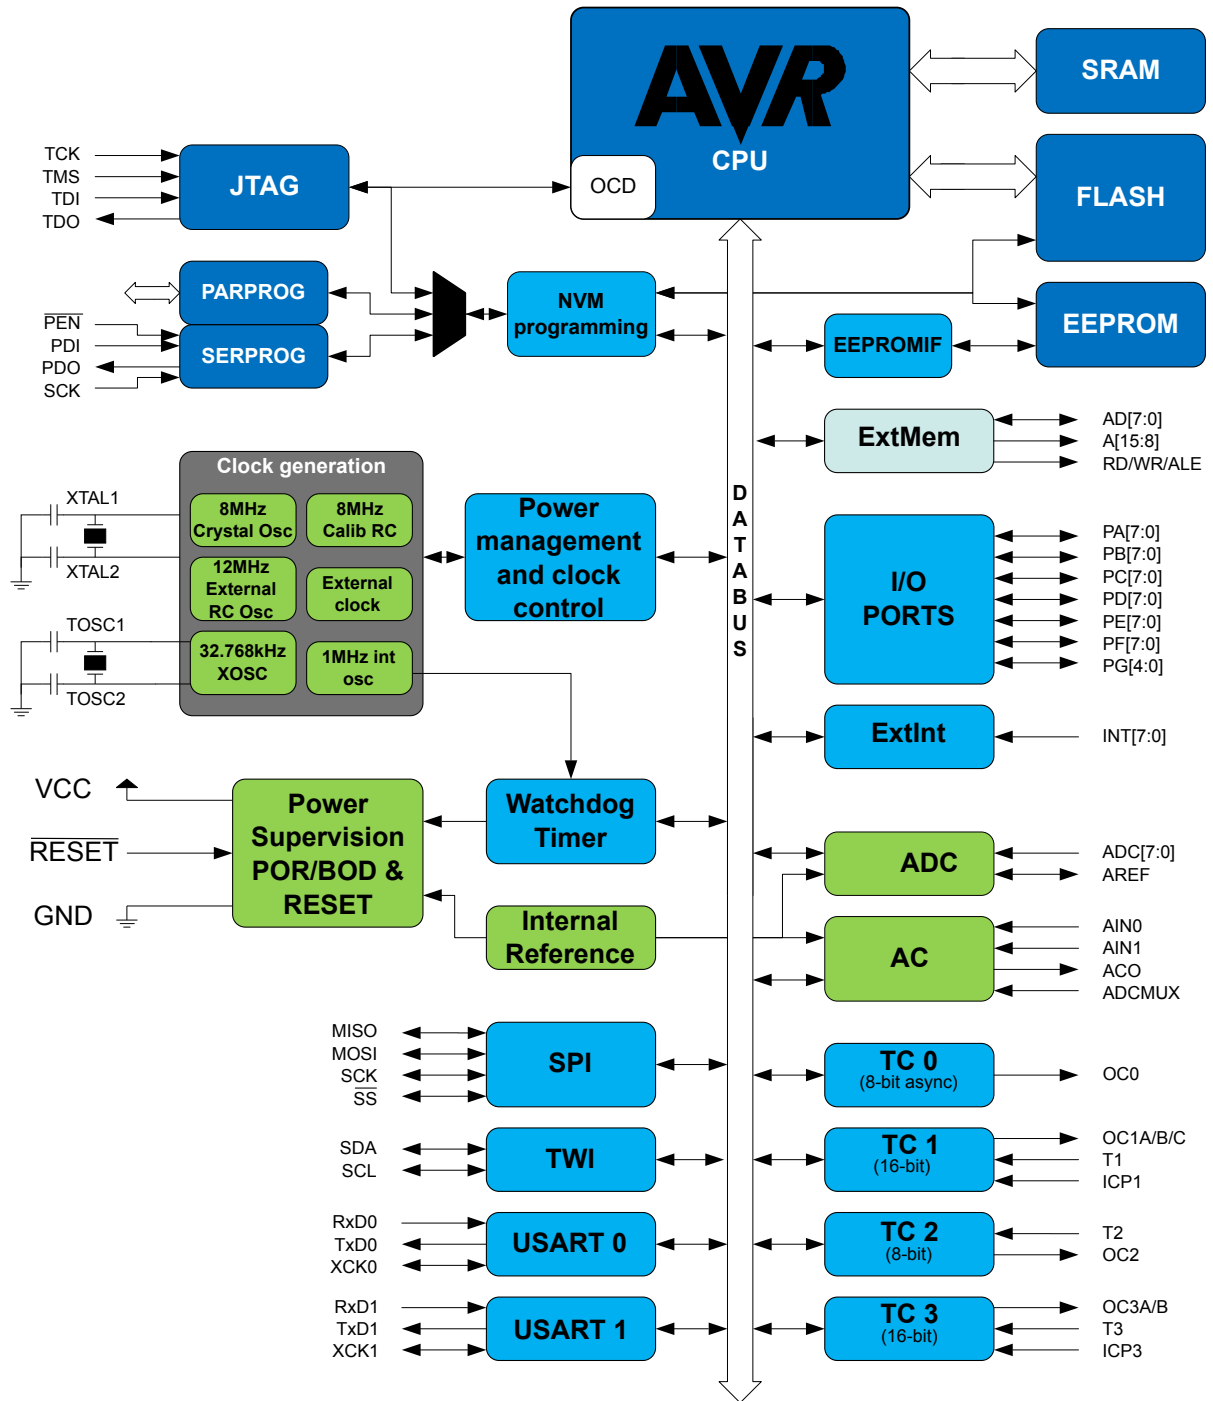 AVR
CPU
OCD
SRAM
FLASH
EEPROM
TCK
TMS
TDI
TDO
JTAG
PARPROG
PEN
PDI
PDO
SCK
SERPROG
NVM
programming
EEPROMIF
ExtMem
AD[7:0]
A[15:8]
RD/WR/ALE
Clock generation
8MHz
Crystal Osc
8MHz
Calib RC
12MHz
External
RC Osc
External
clock
32.768kHz
XOSC
1MHz int
osc
XTAL1
XTAL2
TOSC1
TOSC2
Power
management
and clock
control
DATABUS
I/O
PORTS
PA[7:0]
PB[7:0]
PC[7:0]
PD[7:0]
PE[7:0]
PF[7:0]
PG[4:0]
ExtInt
INT[7:0]
VCC
RESET
GND
Power
Supervision
POR/BOD &
RESET
Watchdog
Timer
Internal
Reference
ADC
ADC[7:0]
AREF
AC
AIN0
AIN1
ACO
ADCMUX
MISO
MOSI
SCK
SS
SPI
TC 0
(8-bit async)
OC0
SDA
SCL
TWI
TC 1
(16-bit)
OC1A/B/C
T1
ICP1
RxD0
TxD0
XCK0
USART 0
TC 2
(8-bit)
T2
OC2
RxD1
TxD1
XCK1
USART 1
TC 3
(16-bit)
OC3A/B
T3
ICP3